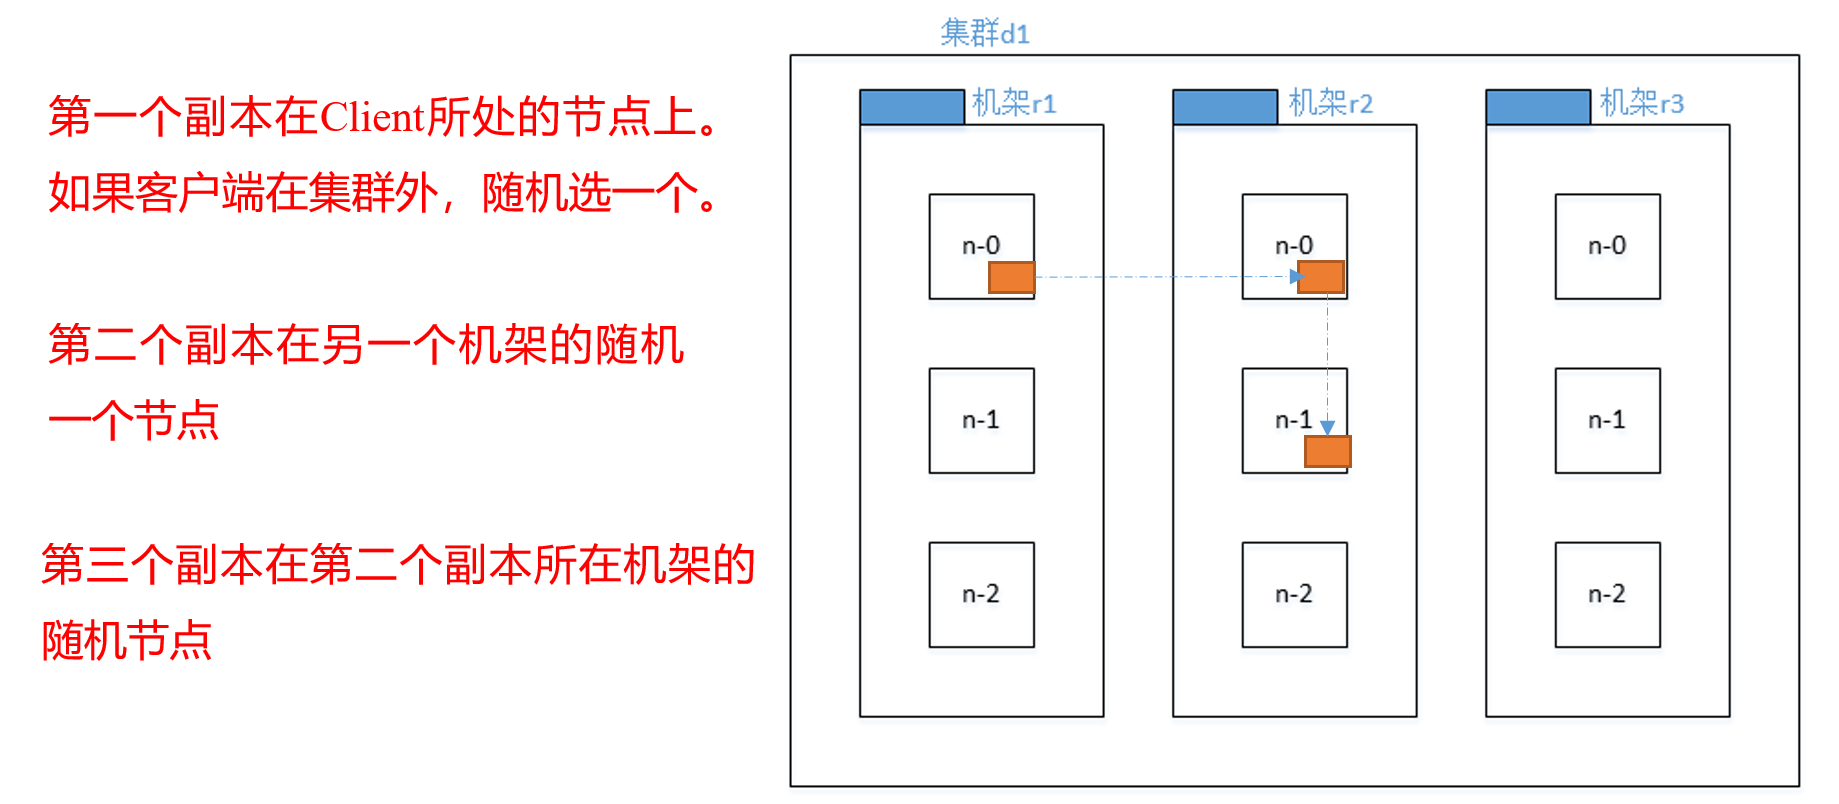 第一个副本在Client所处的节点上。
如果客户端在集群外，随机选一个。
第二个副本在另一个机架的随机
一个节点
第三个副本在第二个副本所在机架的
随机节点
集群d1
机架r1
机架r2
机架r3
n-0
n-0
n-0
n-1
n-1
n-1
n-2
n-2
n-2